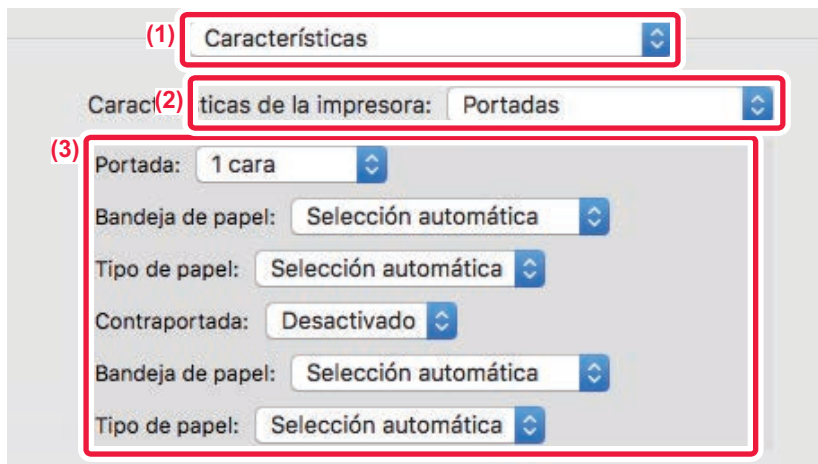 (1) Características
(2) Caract ticas de la impresora: Portadas
(3)
Portada: 1 cara
Bandeja de papel: Selección automática
Tipo de papel: Selección automática
Contraportada: Desactivado
Bandeja de papel: Selección automática
Tipo de papel: Selección automática